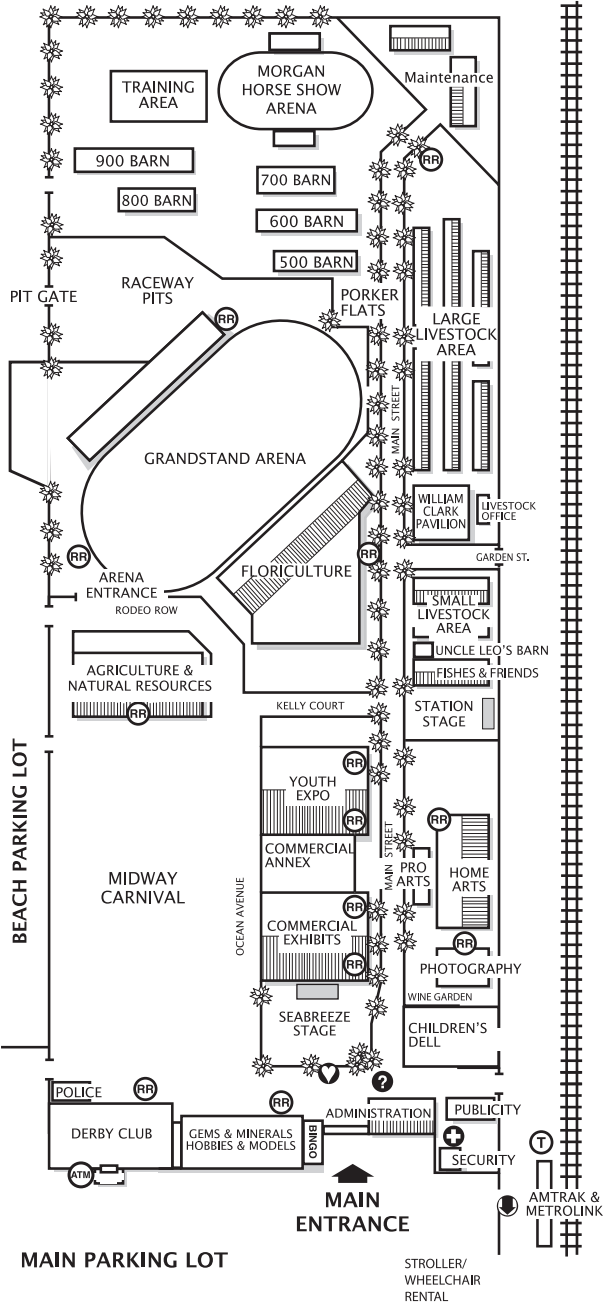 Maintenance
MORGAN
HORSE SHOW
ARENA
TRAINING
AREA
RR
900 BARN
700 BARN
800 BARN
600 BARN
500 BARN
RACEWAY
PITS
PIT GATE
PORKER
FLATS
RR
LARGE
LIVESTOCK
AREA
MAIN STREET
GRANDSTAND ARENA
WILLIAM
CLARK
PAVILION
LIVESTOCK
OFFICE
RR
RR
GARDEN ST.
FLORICULTURE
ARENA
ENTRANCE
RODEO ROW
SMALL
LIVESTOCK
AREA
UNCLE LEO'S BARN
FISHES & FRIENDS
AGRICULTURE &
NATURAL RESOURCES
RR
KELLY COURT
STATION
STAGE
BEACH PARKING LOT
RR
YOUTH
EXPO
RR
RR
COMMERCIAL
ANNEX
MAIN STREET
PRO
ARTS
HOME
ARTS
MIDWAY
CARNIVAL
OCEAN AVENUE
RR
COMMERCIAL
EXHIBITS
RR
RR
PHOTOGRAPHY
WINE GARDEN
SEABREEZE
STAGE
CHILDREN'S
DELL
?
POLICE
RR
RR
ADMINISTRATION
PUBLICITY
DERBY CLUB
GEMS & MINERALS
HOBBIES & MODELS
BINGO
T
SECURITY
ATM
MAIN
ENTRANCE
AMTRAK &
METROLINK
MAIN PARKING LOT
STROLLER/
WHEELCHAIR
RENTAL